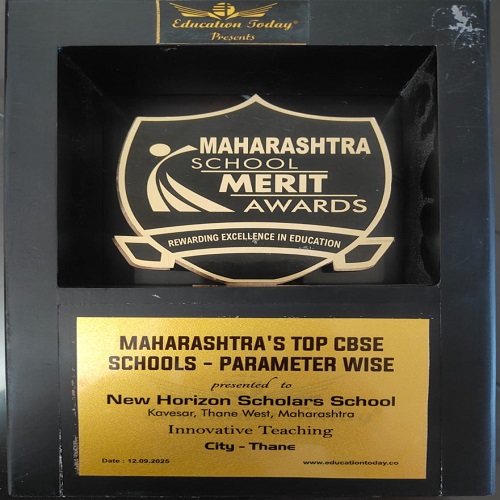 Education Today®
Presents
MAHARASHTRA
SCHOOL
MERIT
AWARDS
REWARDING EXCELLENCE IN EDUCATION
MAHARASHTRA'S TOP CBSE
SCHOOLS - PARAMETER WISE
presented to
New Horizon Scholars School
Kavesar, Thane West, Maharashtra
Innovative Teaching
City - Thane
Date : 12.09.2025 www.educationtoday.co